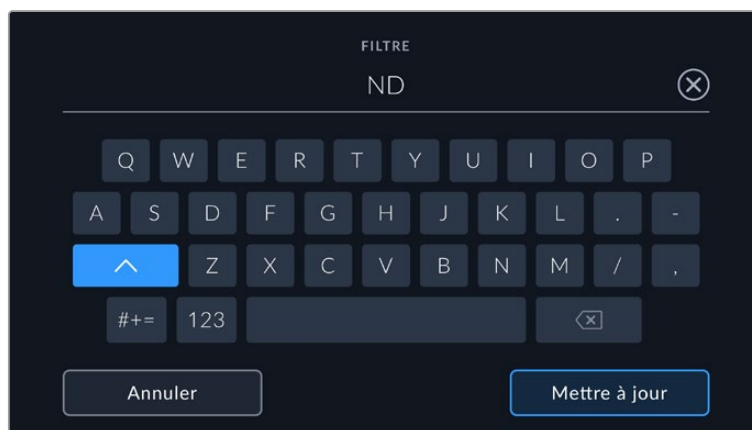 FILTRE
ND
Q W E R T Y U I O P
A S D F G H J K L . -
Z X C V B N M / ,
#+= 123
Annuler Mettre à jour